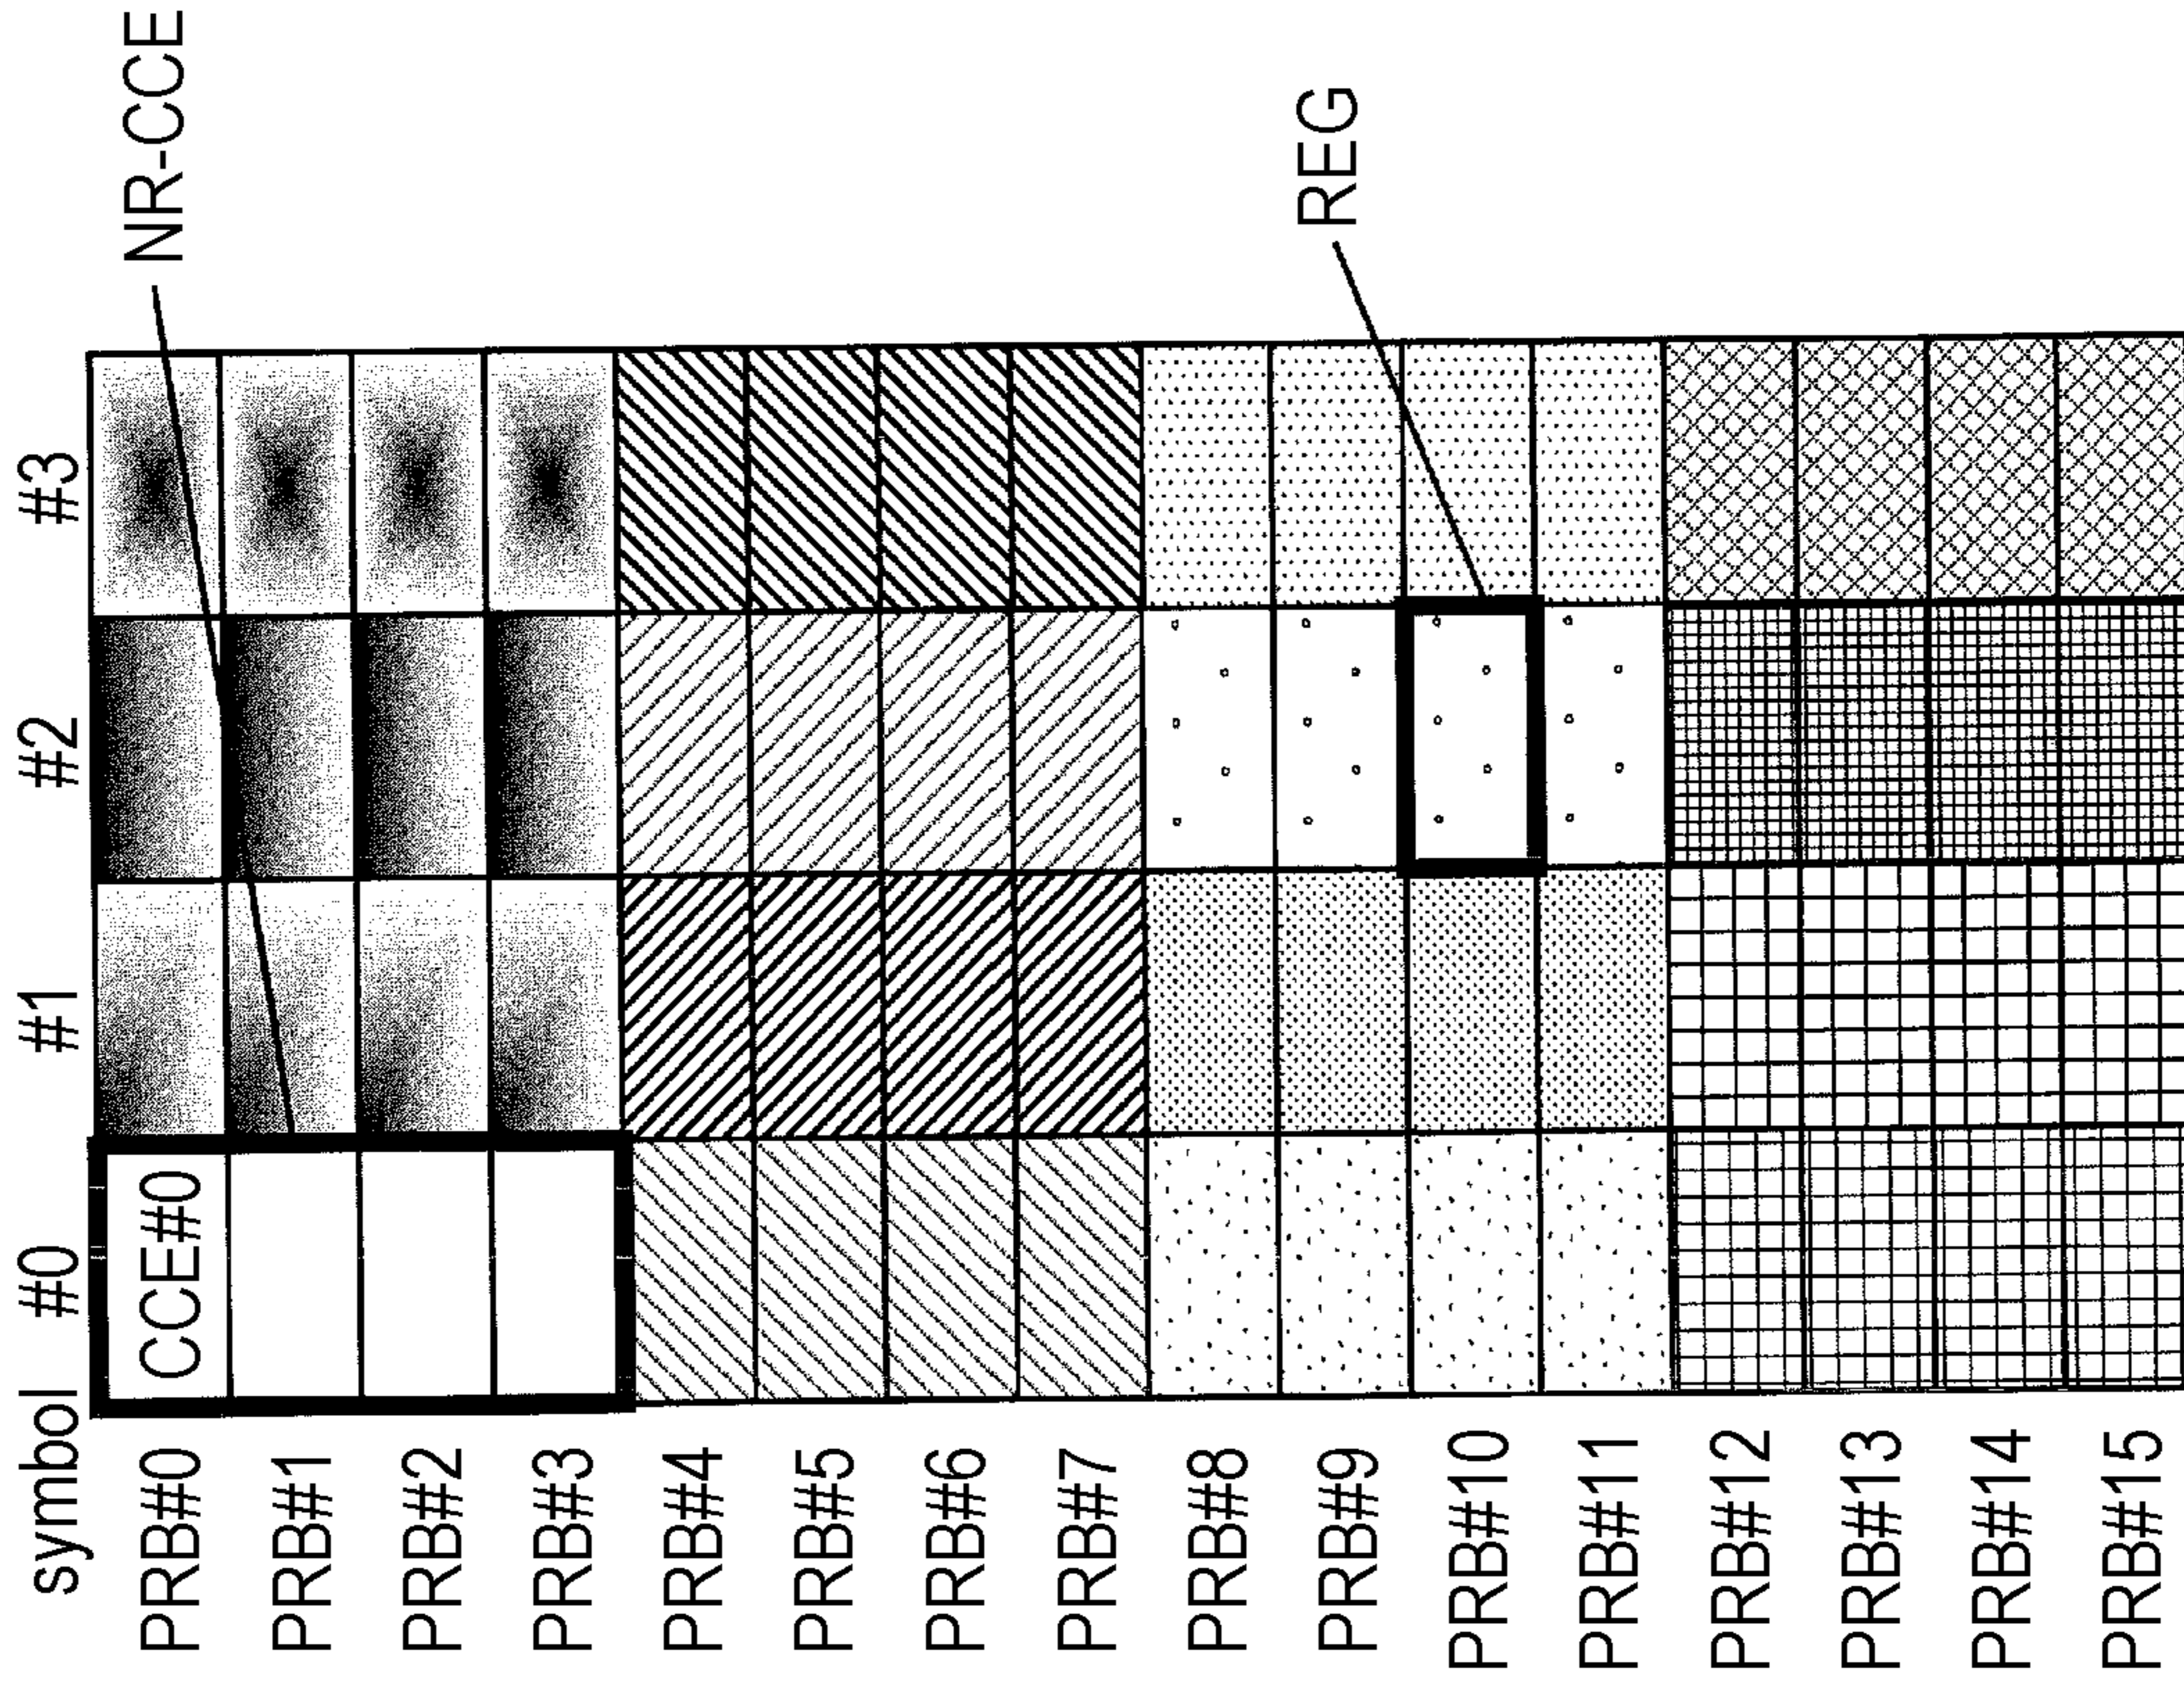 symbol #0 #1 #2 #3
PRB#0 CCE#0
PRB#1
PRB#2
PRB#3
PRB#4
PRB#5
PRB#6
PRB#7
PRB#8
PRB#9
PRB#10
PRB#11
PRB#12
PRB#13
PRB#14
PRB#15
NR-CCE
REG